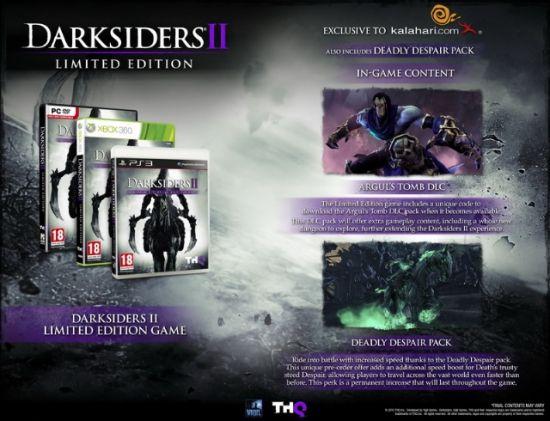 DARKSIDERS II
LIMITED EDITION
EXCLUSIVE TO kalahari.com
ALSO INCLUDES DEADLY DESPAIR PACK
IN-GAME CONTENT
PC DVD
XBOX 360
PS3
DARKSIDERS II
18
18
18
THQ
ARGUL'S TOMB DLC
The Limited Edition game includes a unique code to
download the Argul's Tomb DLC pack when it becomes available.
This DLC pack will offer extra gameplay content, including a whole new
dungeon to explore, further extending the Darksiders II experience.
DARKSIDERS II
LIMITED EDITION GAME
DEADLY DESPAIR PACK
Ride into battle with increased speed thanks to the Deadly Despair pack.
This unique pre-order offer adds an additional speed boost for Death's trusty
steed Despair, allowing players to travel across the vast world even faster than
before. This perk is a permanent increase that will last throughout the game.
VIGIL
THQ
*FINAL CONTENTS MAY VARY